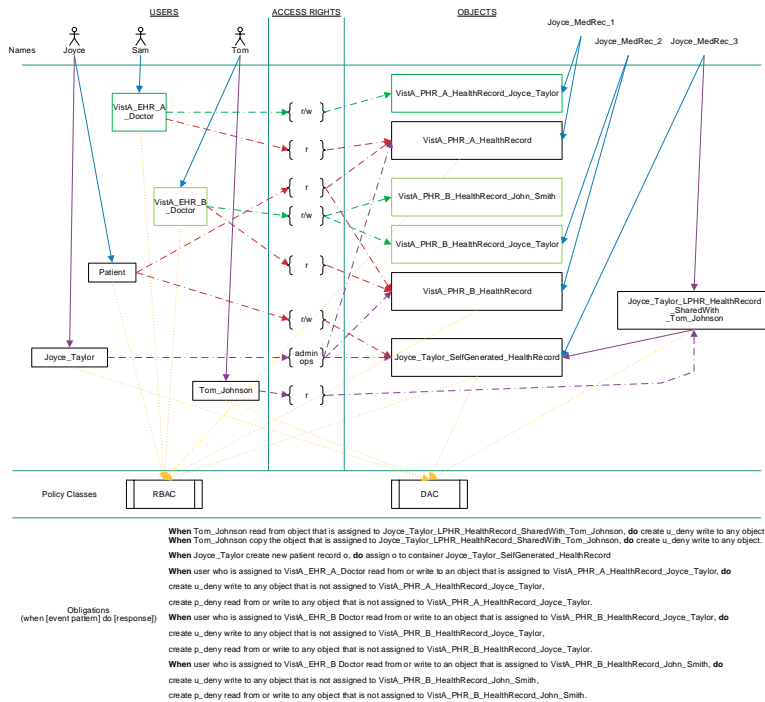 USERS
ACCESS RIGHTS
OBJECTS
Joyce_MedRec_1
Joyce_MedRec_2
Joyce_MedRec_3
Names
Joyce
Sam
Tom
VistA_EHR_A
_Doctor
r/w
VistA_PHR_A_HealthRecord_Joyce_Taylor
r
VistA_PHR_A_HealthRecord
VistA_EHR_B
_Doctor
r
VistA_PHR_B_HealthRecord_John_Smith
r/w
VistA_PHR_B_HealthRecord_Joyce_Taylor
Patient
r
VistA_PHR_B_HealthRecord
Joyce_Taylor_LPHR_HealthRecord
_SharedWith
_Tom_Johnson
r/w
Joyce_Taylor
admin
ops
Joyce_Taylor_SelfGenerated_HealthRecord
Tom_Johnson
r
Policy Classes
RBAC
DAC
When Tom_Johnson read from object that is assigned to Joyce_Taylor_LPHR_HealthRecord_SharedWith_Tom_Johnson, do create u_deny write to any object
When Tom_Johnson copy the object that is assigned to Joyce_Taylor_LPHR_HealthRecord_SharedWith_Tom_Johnson, do create u_deny write to any object.
When Joyce_Taylor create new patient record o, do assign o to container Joyce_Taylor_SelfGenerated_HealthRecord
When user who is assigned to VistA_EHR_A_Doctor read from or write to an object that is assigned to VistA_PHR_A_HealthRecord_Joyce_Taylor, do
create u_deny write to any object that is not assigned to VistA_PHR_A_HealthRecord_Joyce_Taylor,
create p_deny read from or write to any object that is not assigned to VistA_PHR_A_HealthRecord_Joyce_Taylor.
Obligations
(when [event pattern] do [response])
When user who is assigned to VistA_EHR_B Doctor read from or write to an object that is assigned to VistA_PHR_B_HealthRecord_Joyce_Taylor, do
create u_deny write to any object that is not assigned to VistA_PHR_B_HealthRecord_Joyce_Taylor,
create p_deny read from or write to any object that is not assigned to VistA_PHR_B_HealthRecord_Joyce_Taylor.
When user who is assigned to VistA_EHR_B Doctor read from or write to an object that is assigned to VistA_PHR_B_HealthRecord_John_Smith, do
create u_deny write to any object that is not assigned to VistA_PHR_B_HealthRecord_John_Smith,
create p_deny read from or write to any object that is not assigned to VistA_PHR_B_HealthRecord_John_Smith.